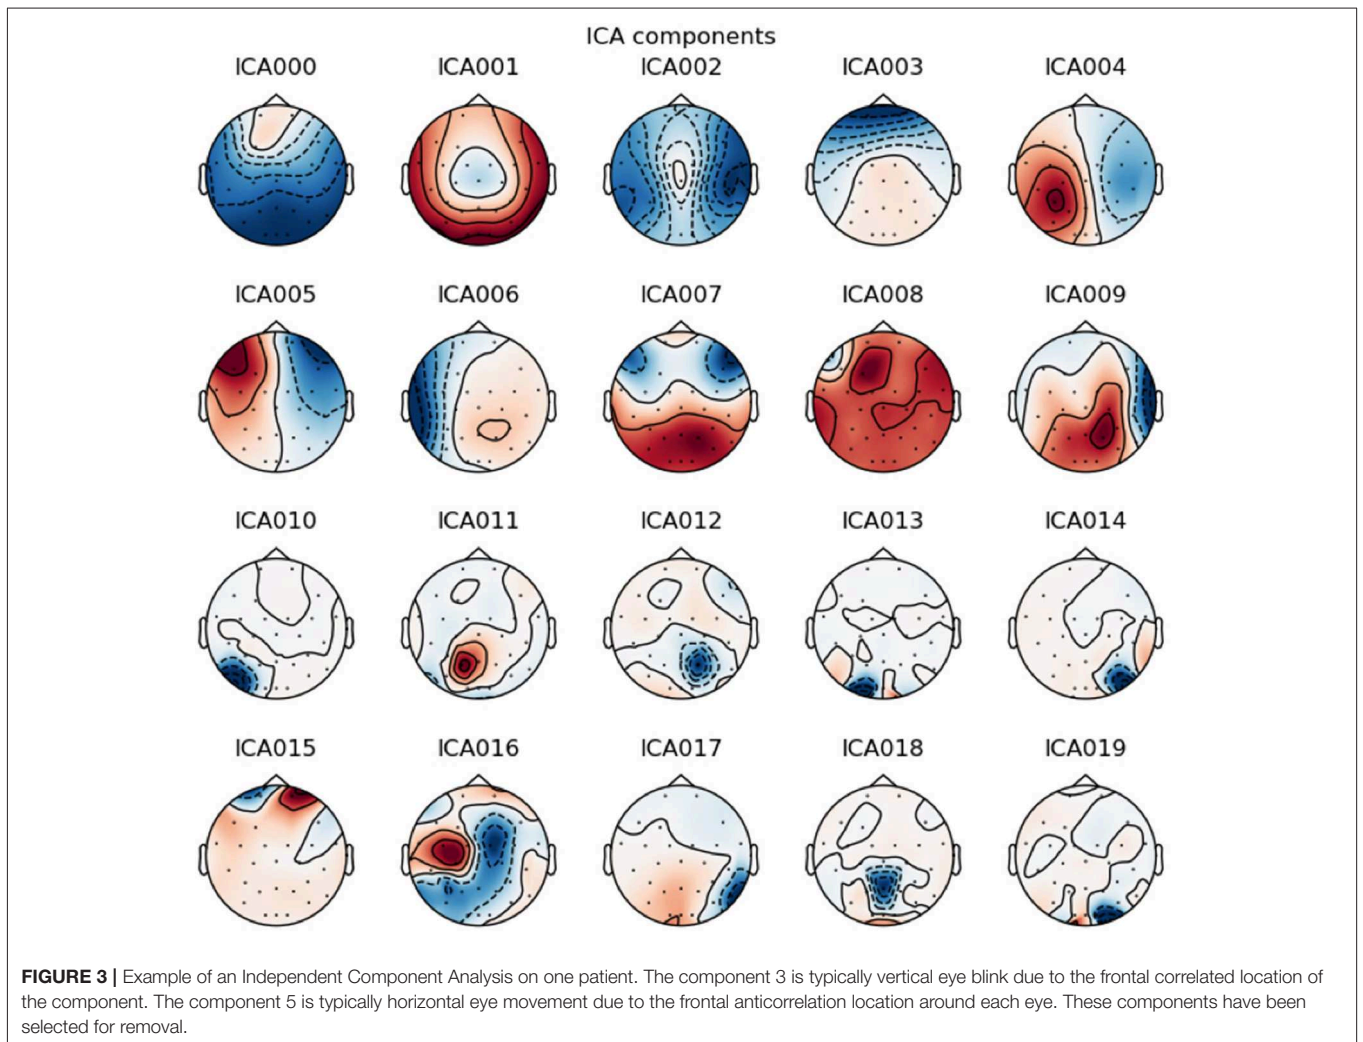 ICA components
ICA000 ICA001 ICA002 ICA003 ICA004
ICA005 ICA006 ICA007 ICA008 ICA009
ICA010 ICA011 ICA012 ICA013 ICA014
ICA015 ICA016 ICA017 ICA018 ICA019
FIGURE 3 | Example of an Independent Component Analysis on one patient. The component 3 is typically vertical eye blink due to the frontal correlated location of
the component. The component 5 is typically horizontal eye movement due to the frontal anticorrelation location around each eye. These components have been
selected for removal.